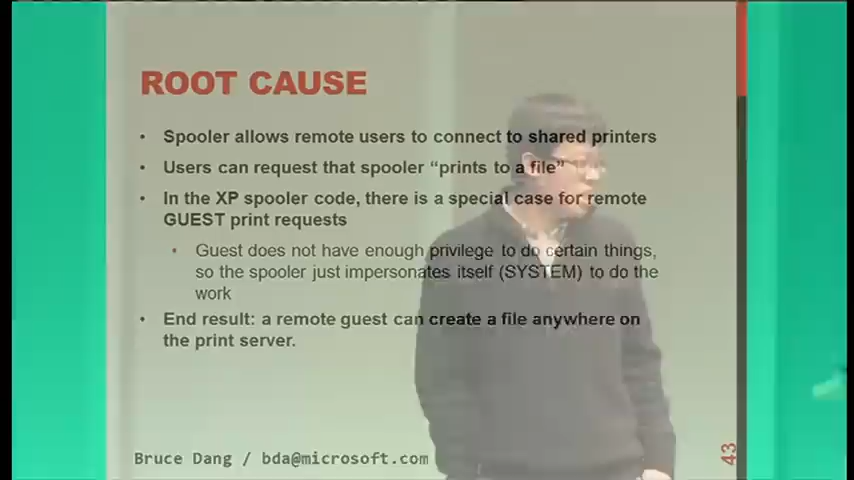 ROOT CAUSE
• Spooler allows remote users to connect to shared printers
• Users can request that spooler “prints to a file”
• In the XP spooler code, there is a special case for remote
GUEST print requests
• Guest does not have enough privilege to do certain things,
so the spooler just impersonates itself (SYSTEM) to do the
work
• End result: a remote guest can create a file anywhere on
the print server.
Bruce Dang / bda@microsoft.com
43